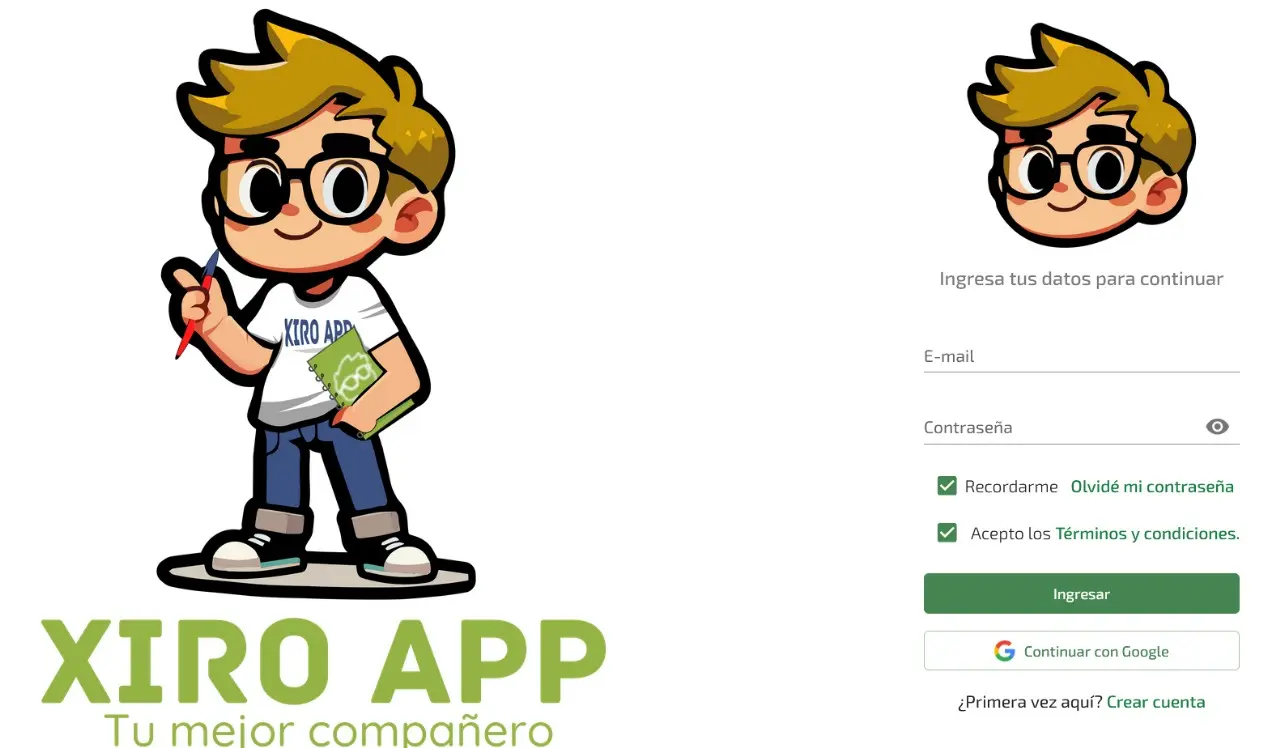 XIRO APP
XIRO APP
Tu mejor compañero
Ingresa tus datos para continuar
E-mail
Contraseña
Recordarme Olvidé mi contraseña
Acepto los Términos y condiciones.
Ingresar
Continuar con Google
¿Primera vez aquí? Crear cuenta